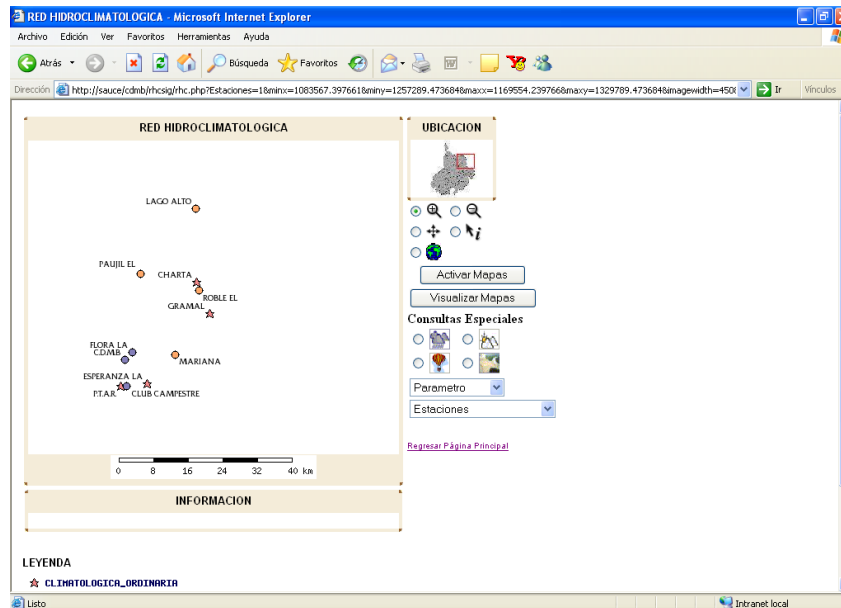 RED HIDROCLIMATOLOGICA - Microsoft Internet Explorer
Archivo Edición Ver Favoritos Herramientas Ayuda
Atrás Búsqueda Favoritos
Dirección http://sauce/cdmb/rhcsig/rhc.php?Estaciones=1&minx=1083567.397661&miny=1257289.473684&maxx=1169554.239766&maxy=1329789.473684&imagewidth=450& Ir Vínculos
RED HIDROCLIMATOLOGICA
UBICACION
LAGO ALTO
PAUJIL EL
CHARTA
ROBLE EL
GRAMAL
FLORA LA
C.D.M.B
MARIANA
ESPERANZA LA
P.T.A.R
CLUB CAMPESTRE
0 8 16 24 32 40 km
i
Activar Mapas
Visualizar Mapas
Consultas Especiales
Parametro
Estaciones
Regresar Página Principal
INFORMACION
LEYENDA
CLIMATOLOGICA_ORDINARIA
Listo
Intranet local